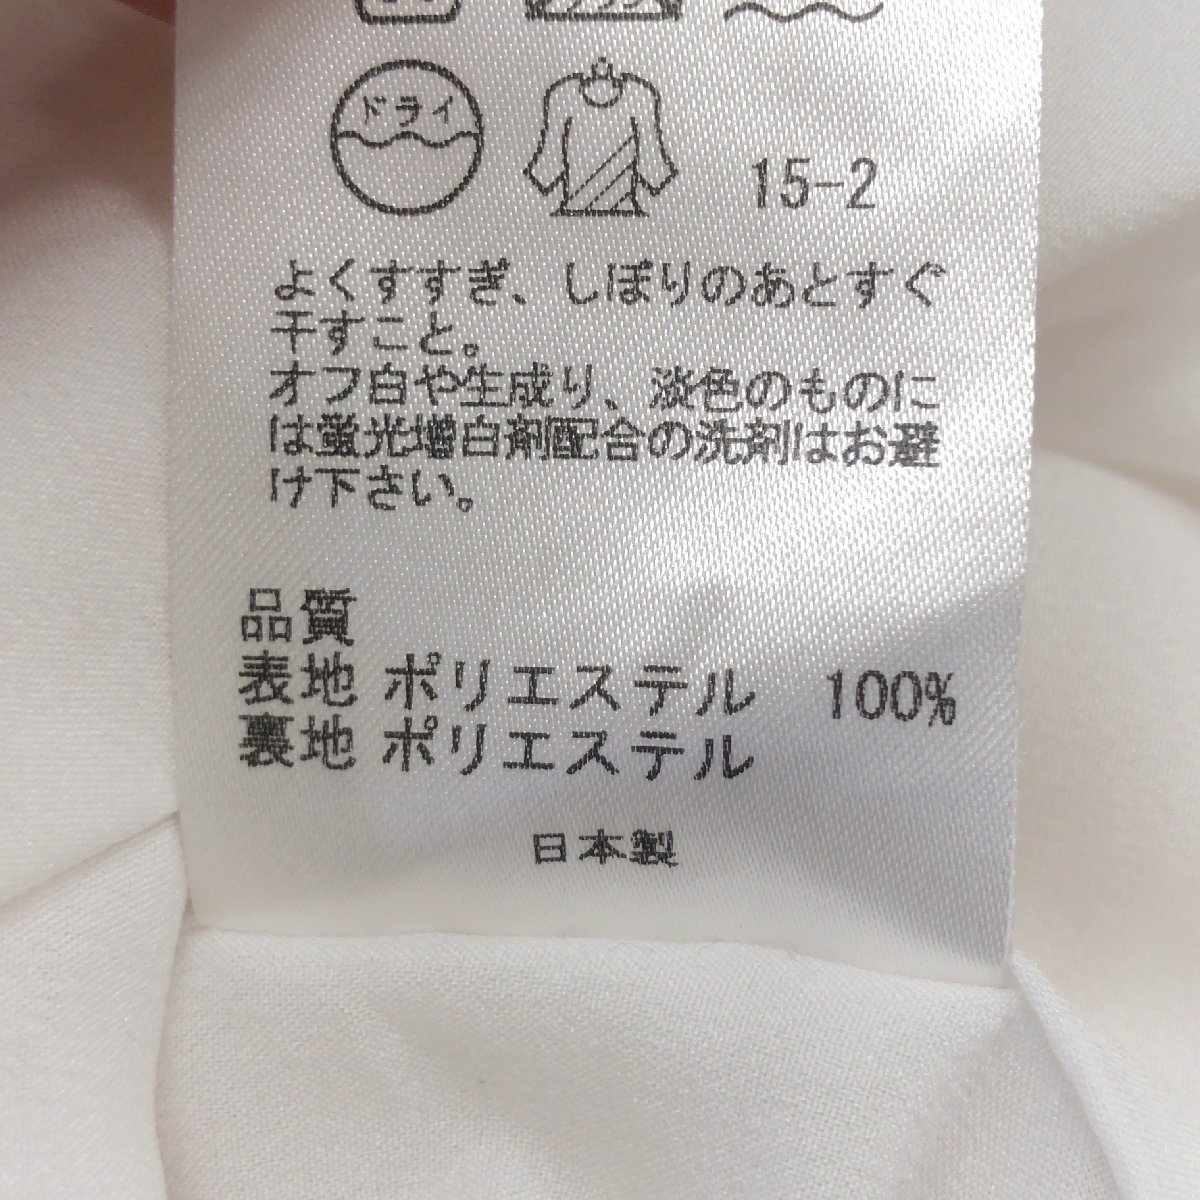 ドライ
15-2
よくすすぎ、しぼりのあとすぐ
干すこと。
オフ白や生成り、淡色のものに
は蛍光増白剤配合の洗剤はお避
け下さい。
品質
表地 ポリエステル 100%
裏地 ポリエステル
日本製